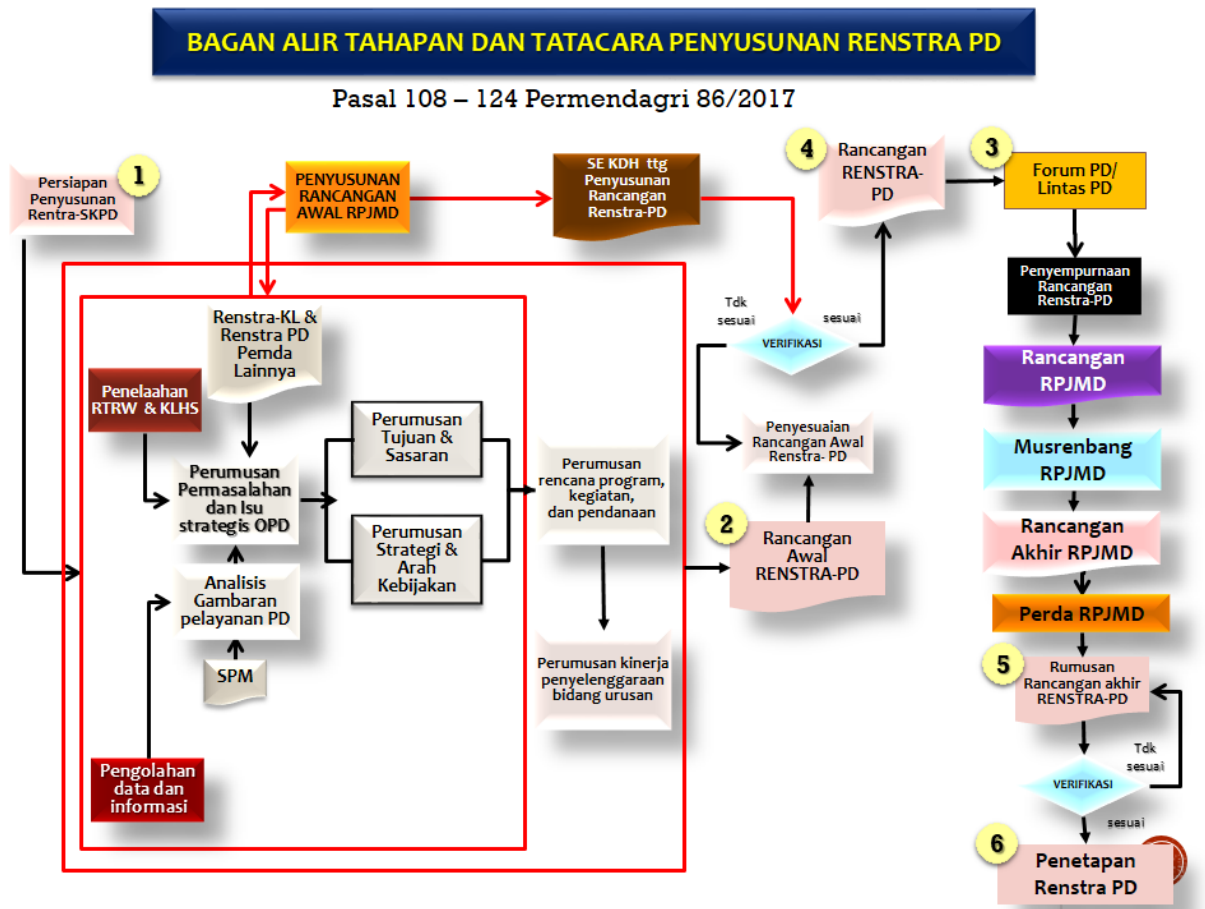 BAGAN ALIR TAHAPAN DAN TATACARA PENYUSUNAN RENSTRA PD
Pasal 108 – 124 Permendagri 86/2017
1
Persiapan
Penyusunan
Rentra-SKPD
PENYUSUNAN
RANCANGAN
AWAL RPJMD
SE KDH ttg
Penyusunan
Rancangan
Renstra-PD
4
Rancangan
RENSTRA-
PD
3
Forum PD/
Lintas PD
Penyempurnaan
Rancangan
Renstra-PD
Renstra-KL &
Renstra PD
Pemda
Lainnya
Penelaahan
RTRW & KLHS
Perumusan
Permasalahan
dan Isu
strategis OPD
Analisis
Gambaran
pelayanan PD
SPM
Pengolahan
data dan
informasi
Perumusan
Tujuan &
Sasaran
Perumusan
Strategi &
Arah
Kebijakan
Perumusan
rencana program,
kegiatan,
dan pendanaan
Perumusan kinerja
penyelenggaraan
bidang urusan
2
Rancangan
Awal
RENSTRA-PD
Penyesuaian
Rancangan Awal
Renstra- PD
Tdk
sesuai
sesuai
VERIFIKASI
Rancangan
RPJMD
Musrenbang
RPJMD
Rancangan
Akhir RPJMD
Perda RPJMD
5
Rumusan
Rancangan akhir
RENSTRA-PD
Tdk
sesuai
VERIFIKASI
sesuai
6
Penetapan
Renstra PD